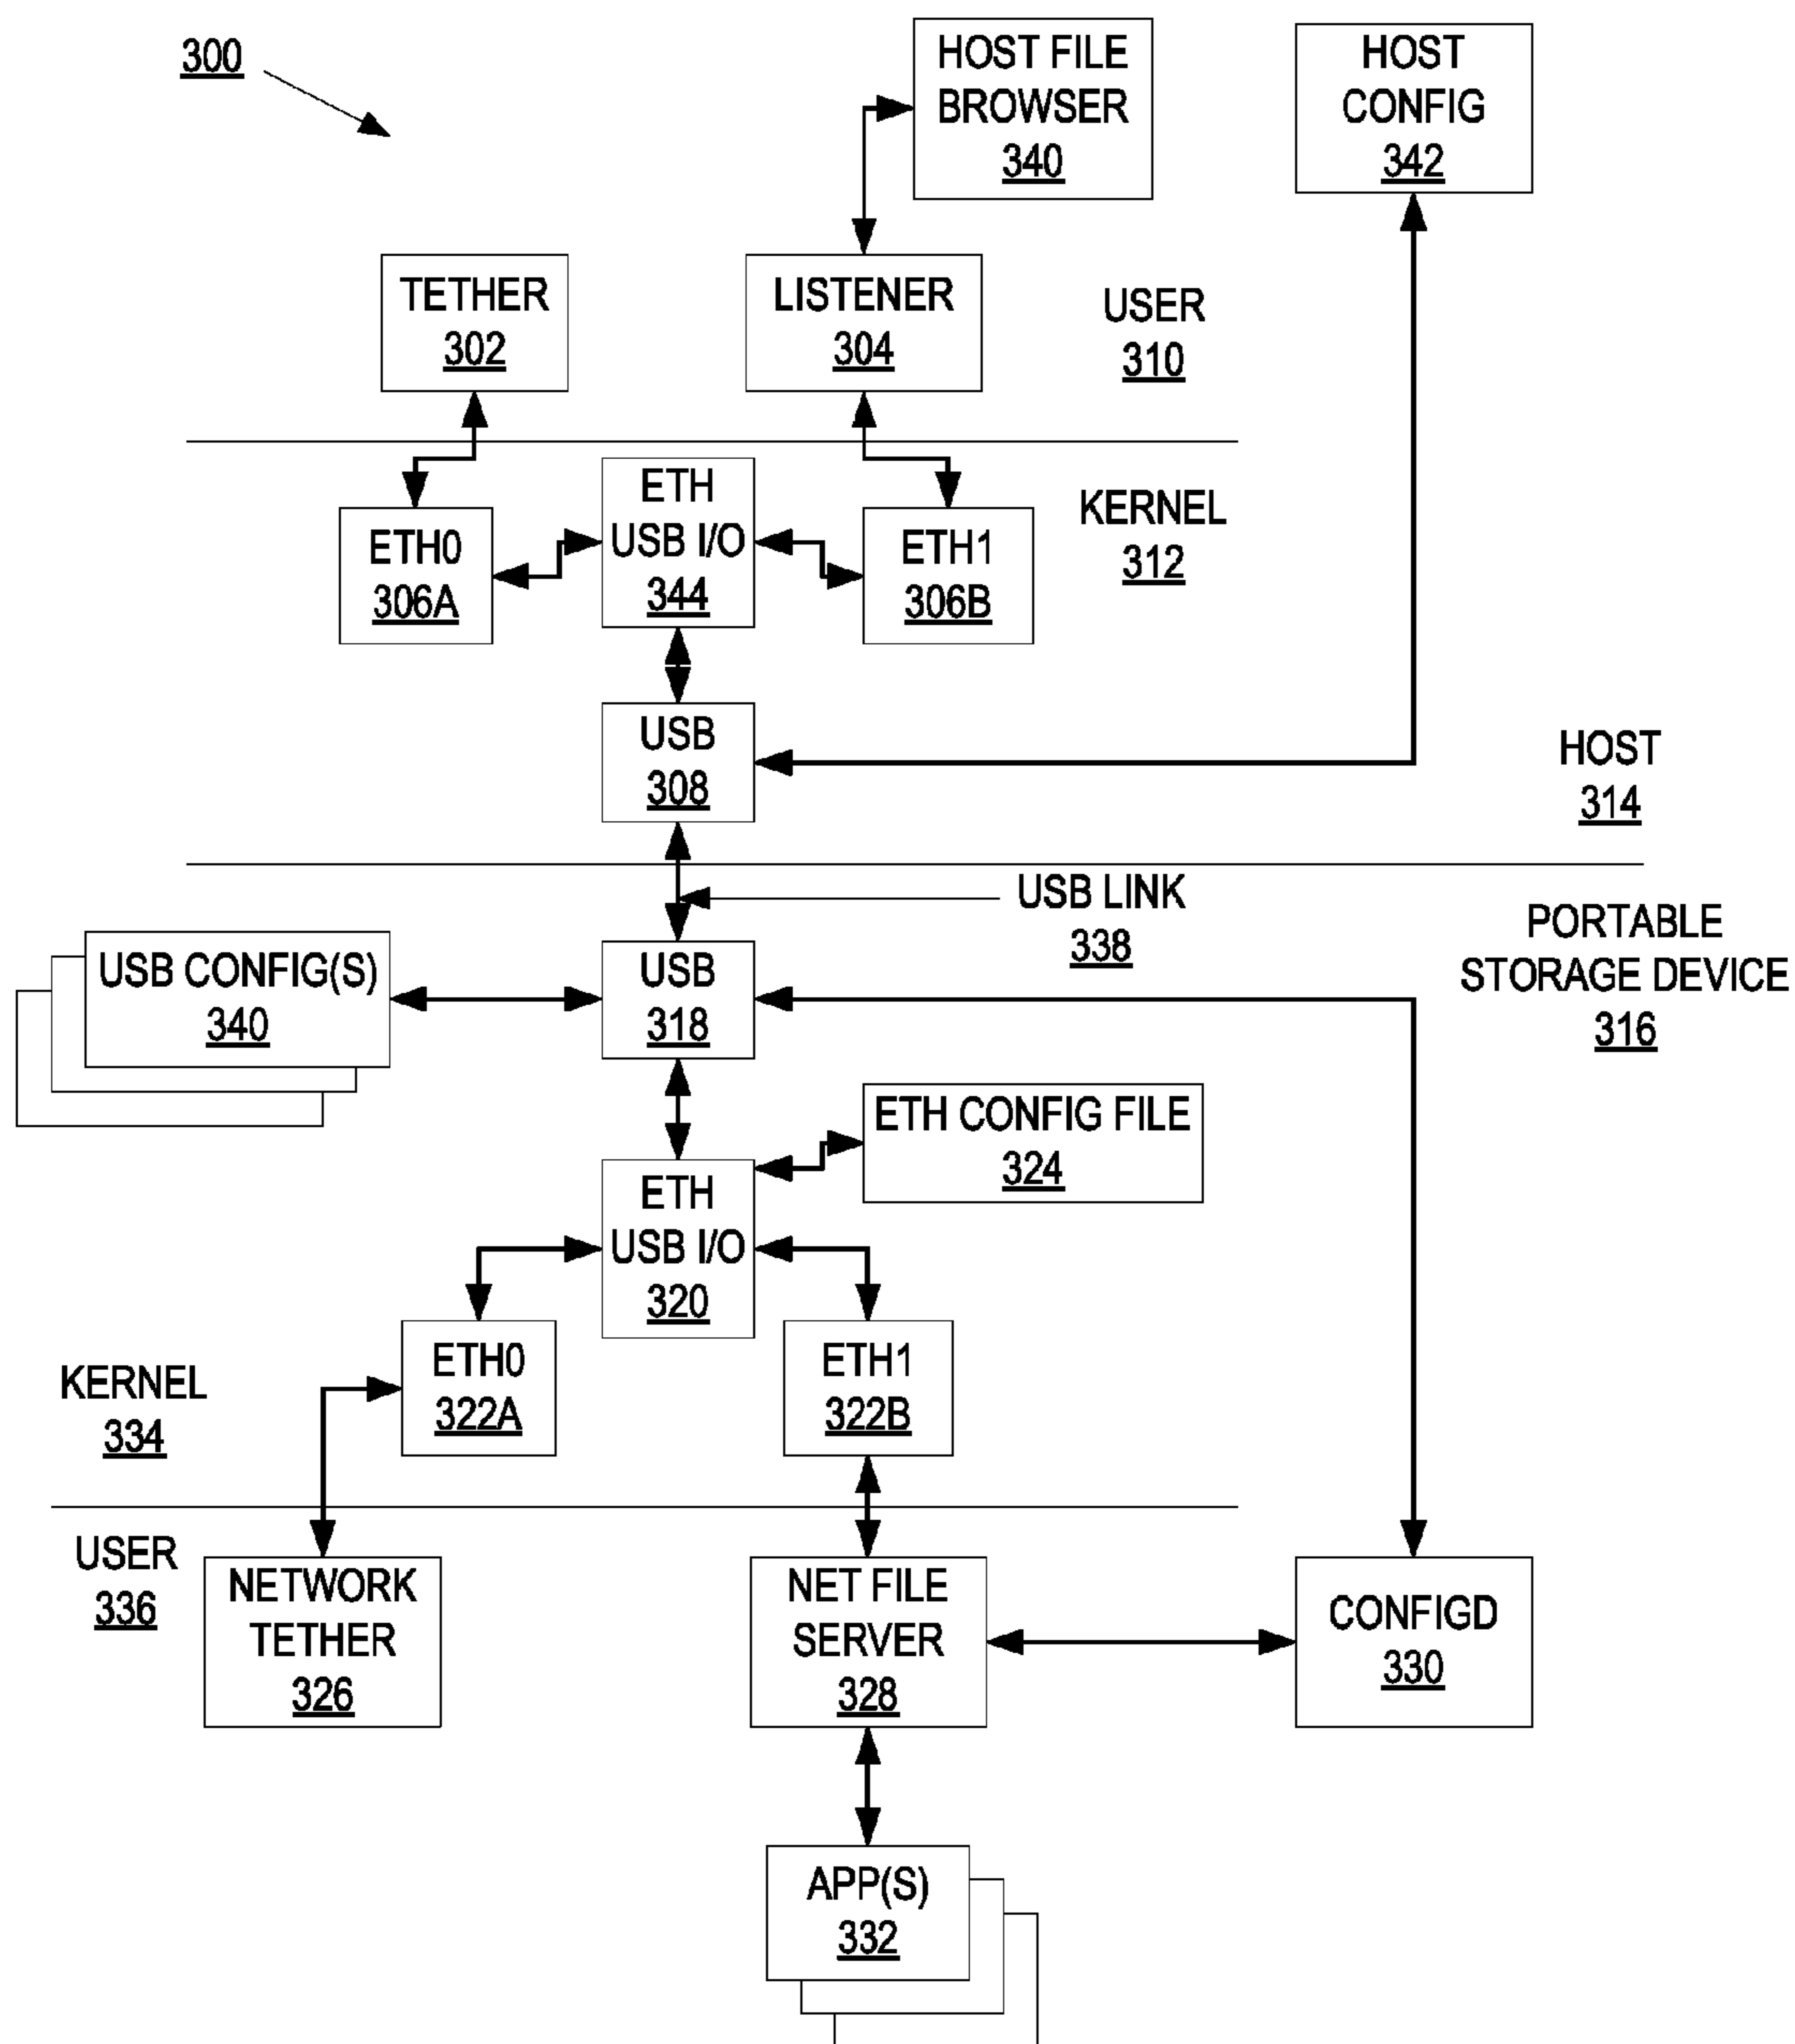 300
HOST FILE
BROWSER
340
HOST
CONFIG
342
TETHER
302
LISTENER
304
USER
310
ETH0
306A
ETH
USB I/O
344
ETH1
306B
KERNEL
312
USB
308
HOST
314
USB LINK
338
PORTABLE
STORAGE DEVICE
316
USB CONFIG(S)
340
USB
318
ETH CONFIG FILE
324
ETH
USB I/O
320
ETH0
322A
ETH1
322B
KERNEL
334
USER
336
NETWORK
TETHER
326
NET FILE
SERVER
328
CONFIGD
330
APP(S)
332